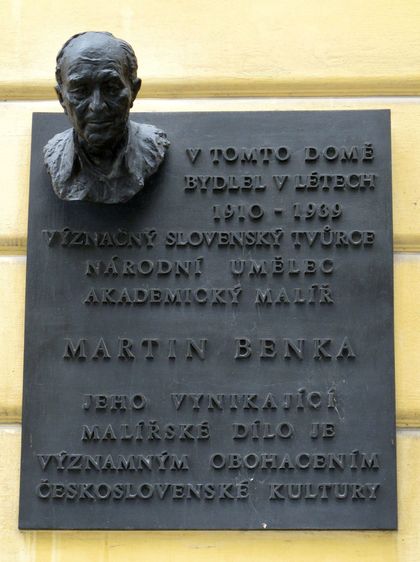 V TOMTO DOMĚ
BYDLEL V LÉTECH
1910 - 1939
VÝZNAČNÝ SLOVENSKÝ TVŮRCE
NÁRODNÍ UMĚLEC
AKADEMICKÝ MALÍŘ
MARTIN BENKA
JEHO VYNIKAJÍCÍ
MALÍŘSKÉ DÍLO JE
VÝZNAMNÝM OBOHACENÍM
ČESKOSLOVENSKÉ KULTURY